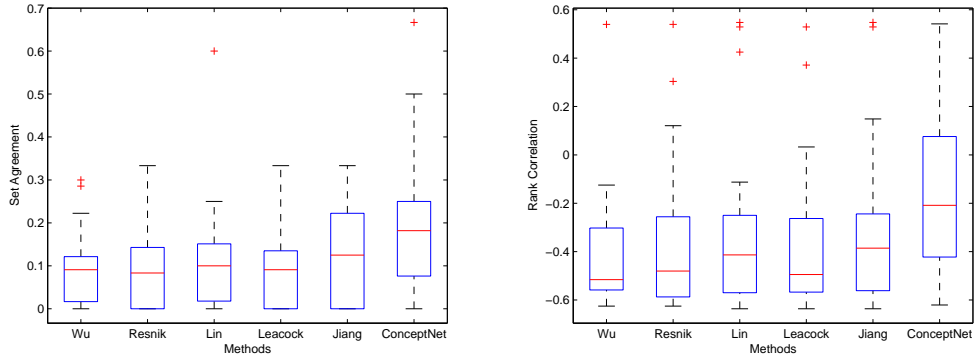 0.7
0.6
0.5
0.4
0.3
0.2
0.1
0
Set Agreement
Wu Resnik Lin Leacock Jiang ConceptNet
Methods
0.6
0.4
0.2
0
−0.2
−0.4
−0.6
Rank Correlation
Wu Resnik Lin Leacock Jiang ConceptNet
Methods